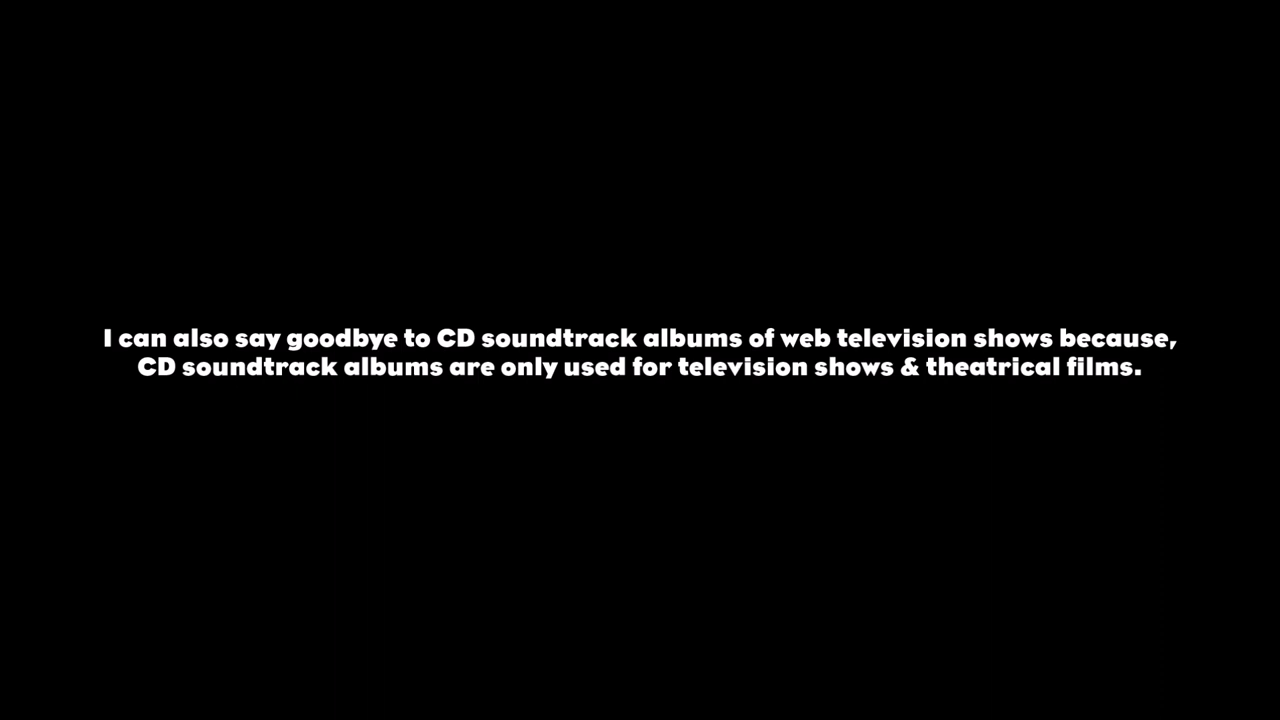 I can also say goodbye to CD soundtrack albums of web television shows because,
CD soundtrack albums are only used for television shows & theatrical films.